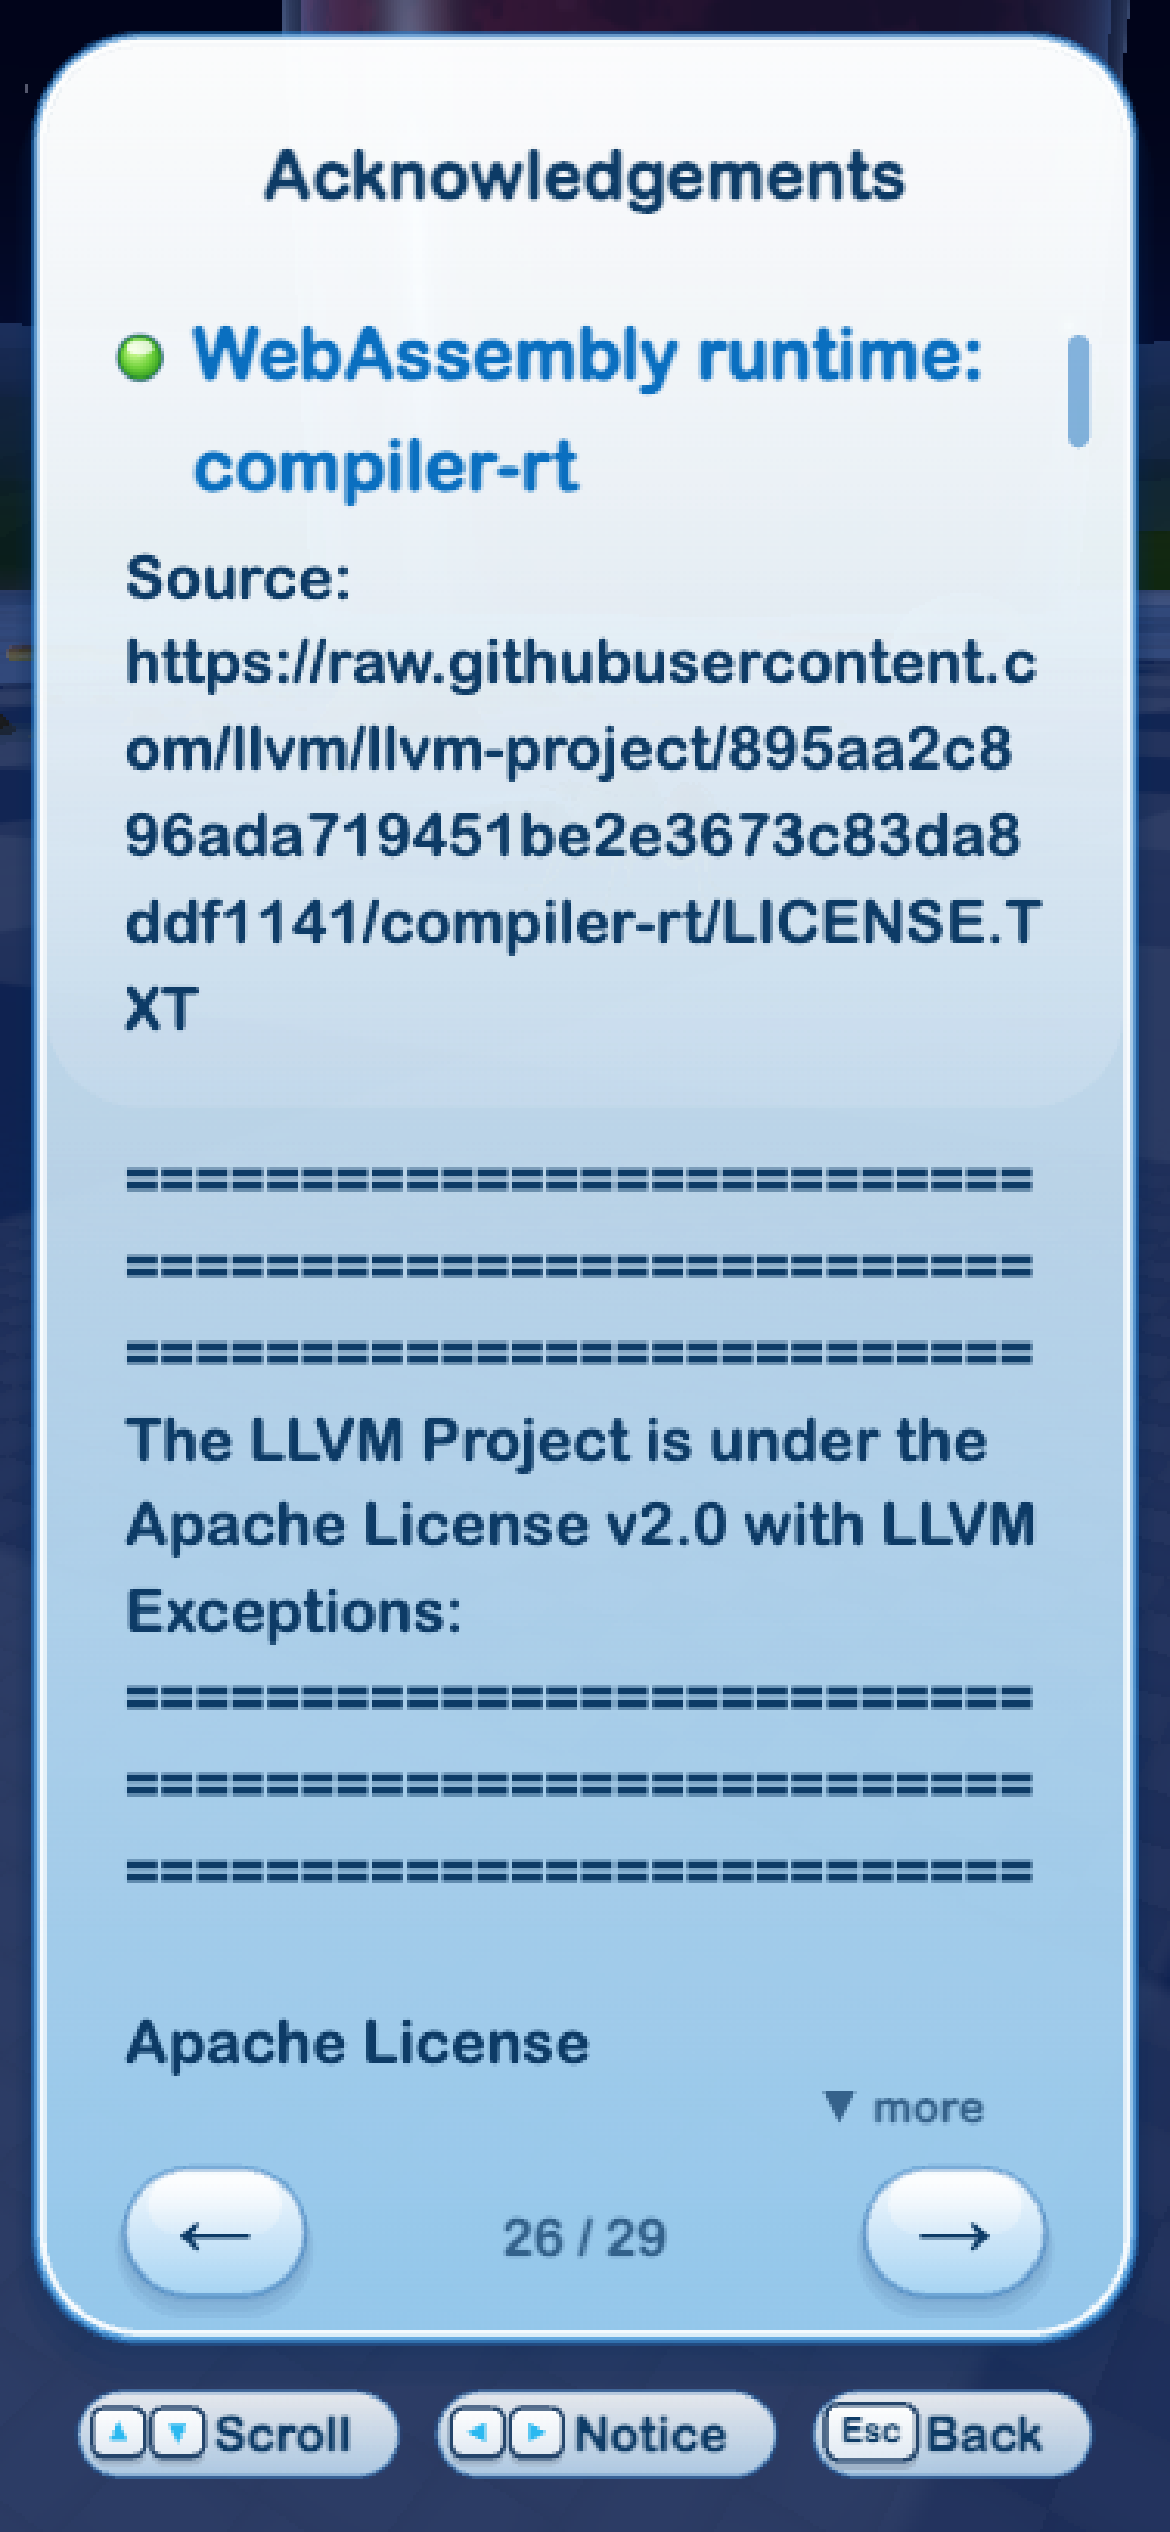 Acknowledgements
WebAssembly runtime:
compiler-rt
Source:
https://raw.githubusercontent.c
om/llvm/llvm-project/895aa2c8
96ada719451be2e3673c83da8
ddf1141/compiler-rt/LICENSE.T
XT
==========================
==========================
==========================
The LLVM Project is under the
Apache License v2.0 with LLVM
Exceptions:
==========================
==========================
==========================
Apache License
▼ more
← 26 / 29 →
▲ ▼ Scroll ◀ ▶ Notice Esc Back